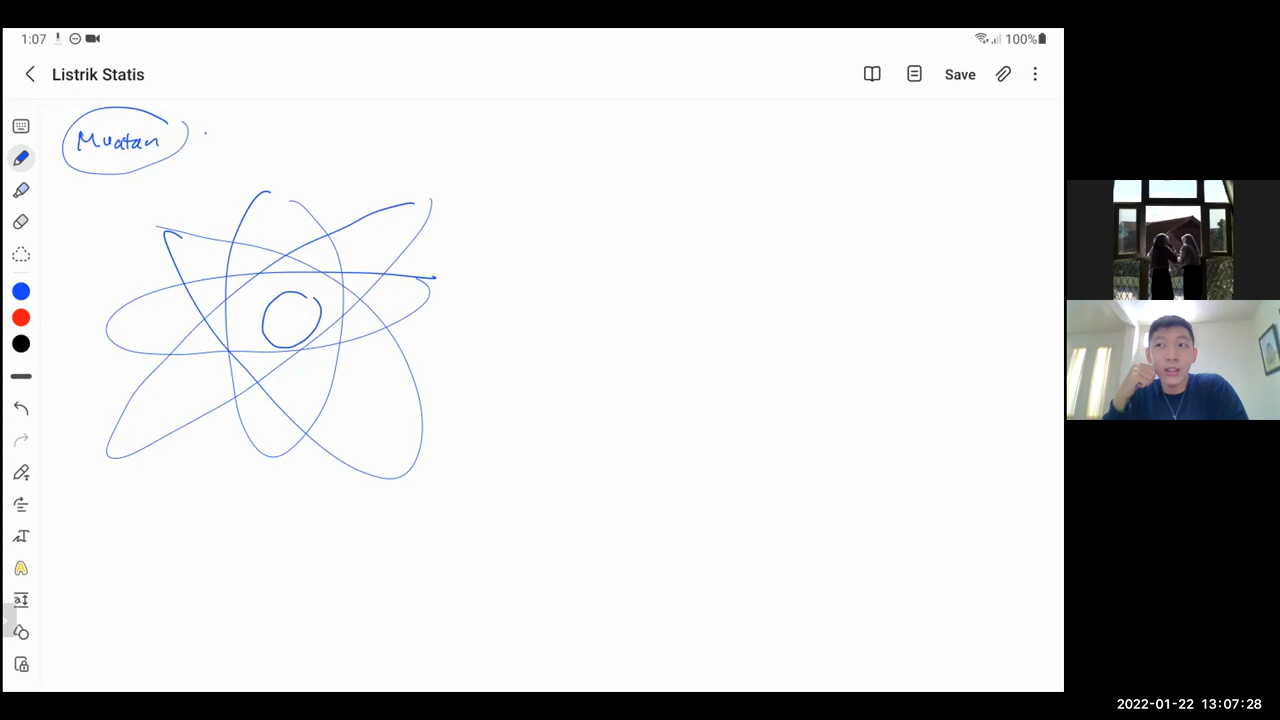 1:07
100%
Listrik Statis
Save
Muatan
2022-01-22 13:07:28